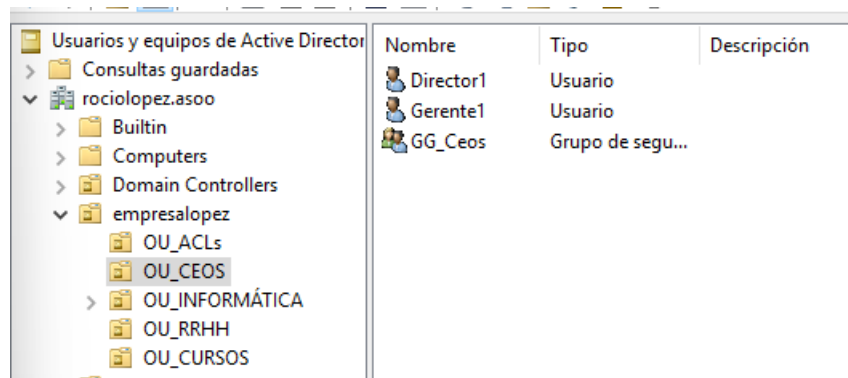 Usuarios y equipos de Active Director
Consultas guardadas
rociolopez.asoo
Builtin
Computers
Domain Controllers
empresalopez
OU_ACLs
OU_CEOS
OU_INFORMÁTICA
OU_RRHH
OU_CURSOS
Nombre Tipo Descripción
Director1 Usuario
Gerente1 Usuario
GG_Ceos Grupo de segu...